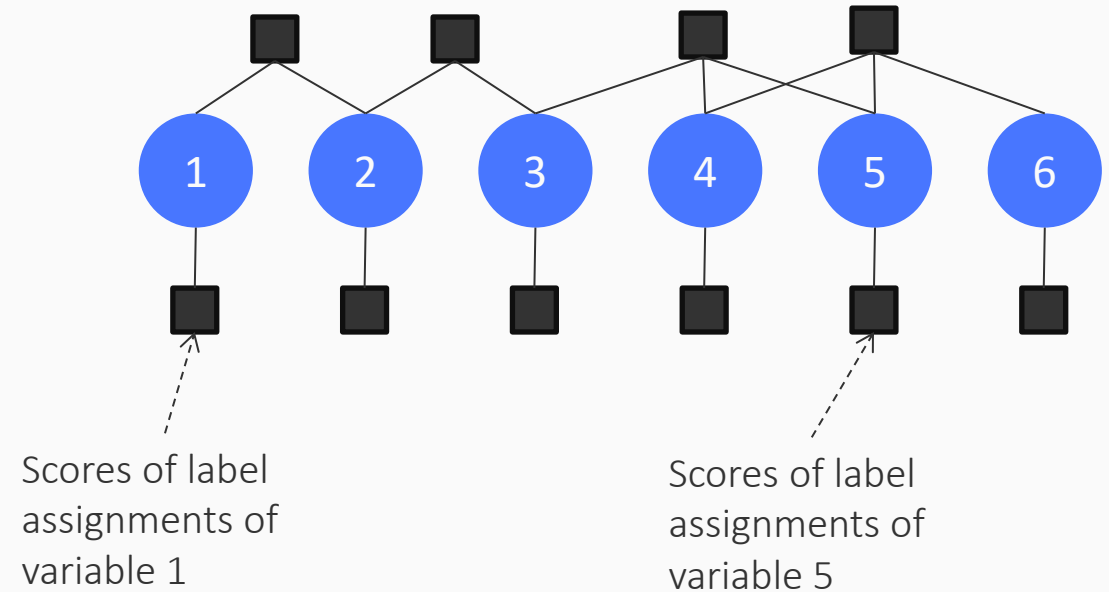 1 2 3 4 5 6
Scores of label
assignments of
variable 1
Scores of label
assignments of
variable 5